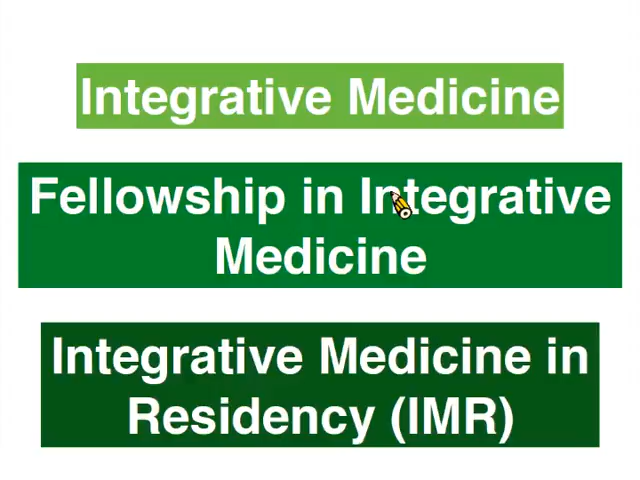 Integrative Medicine
Fellowship in Integrative
Medicine
Integrative Medicine in
Residency (IMR)